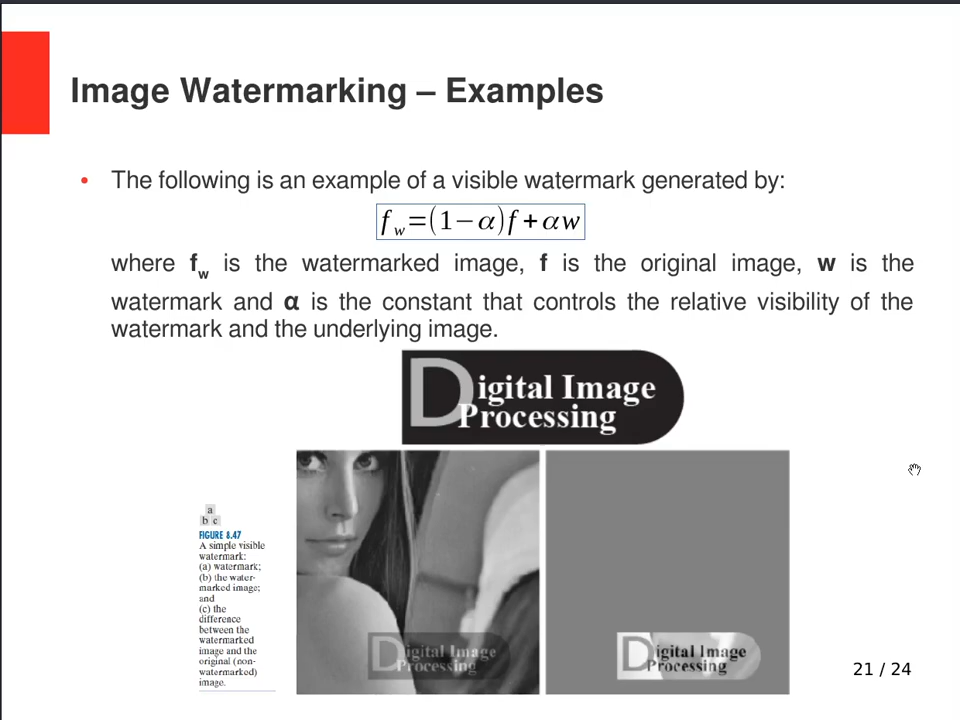 Image Watermarking – Examples
• The following is an example of a visible watermark generated by:
f_w=(1−α)f+αw
where f_w is the watermarked image, f is the original image, w is the
watermark and α is the constant that controls the relative visibility of the
watermark and the underlying image.
Digital Image
Processing
a
b c
FIGURE 8.47
A simple visible
watermark:
(a) watermark;
(b) the water-
marked image;
and
(c) the
difference
between the
watermarked
image and the
original (non-
watermarked)
image.
Digital Image
Processing
Digital Image
Processing
21 / 24